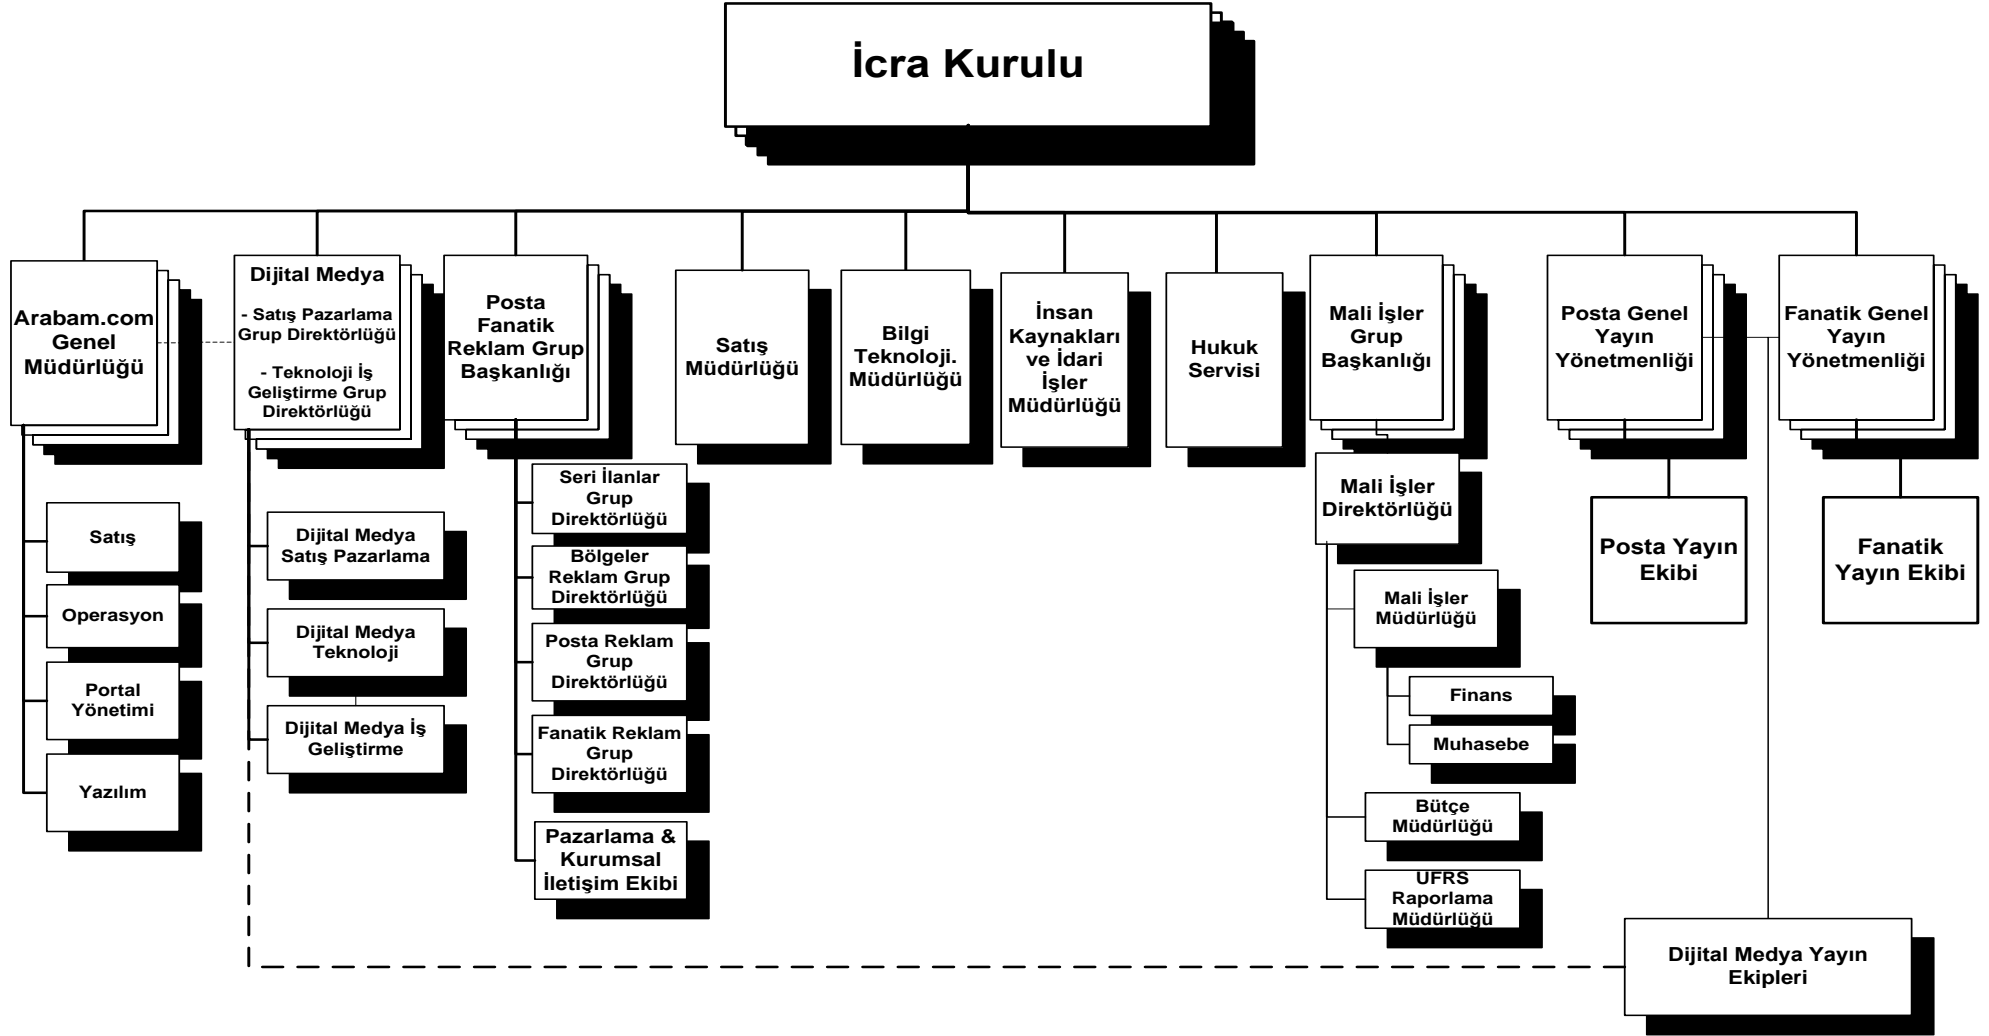 İcra Kurulu
Arabam.com
Genel
Müdürlüğü
Dijital Medya
- Satış Pazarlama
Grup Direktörlüğü
- Teknoloji İş
Geliştirme Grup
Direktörlüğü
Posta
Fanatik
Reklam Grup
Başkanlığı
Satış
Müdürlüğü
Bilgi
Teknoloji.
Müdürlüğü
İnsan
Kaynakları
ve İdari
İşler
Müdürlüğü
Hukuk
Servisi
Mali İşler
Grup
Başkanlığı
Posta Genel
Yayın
Yönetmenliği
Fanatik Genel
Yayın
Yönetmenliği
Satış
Operasyon
Portal
Yönetimi
Yazılım
Dijital Medya
Satış Pazarlama
Dijital Medya
Teknoloji
Dijital Medya İş
Geliştirme
Seri İlanlar
Grup
Direktörlüğü
Bölgeler
Reklam Grup
Direktörlüğü
Posta Reklam
Grup
Direktörlüğü
Fanatik Reklam
Grup
Direktörlüğü
Pazarlama &
Kurumsal
İletişim Ekibi
Mali İşler
Direktörlüğü
Mali İşler
Müdürlüğü
Finans
Muhasebe
Bütçe
Müdürlüğü
UFRS
Raporlama
Müdürlüğü
Posta Yayın
Ekibi
Fanatik
Yayın Ekibi
Dijital Medya Yayın
Ekipleri